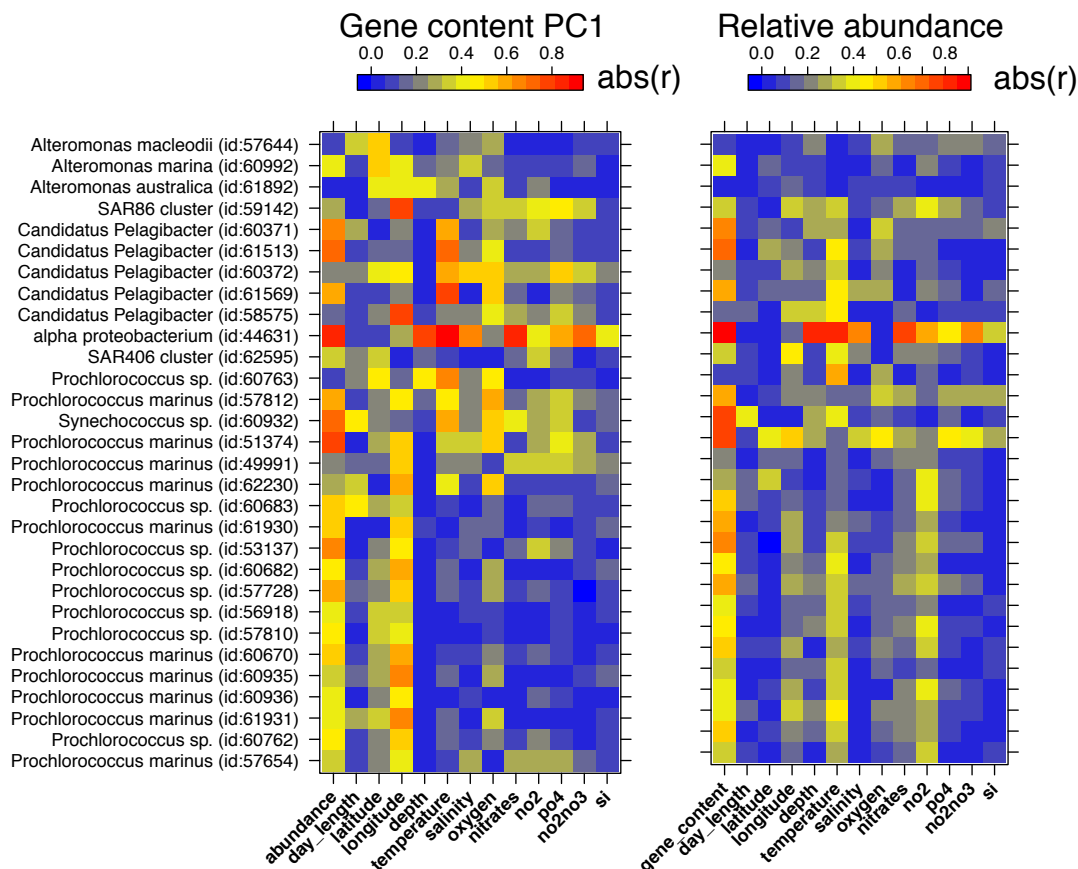 Gene content PC1
Relative abundance
0.0 0.2 0.4 0.6 0.8
abs(r)
0.0 0.2 0.4 0.6 0.8
abs(r)
Alteromonas macleodii (id:57644)
Alteromonas marina (id:60992)
Alteromonas australica (id:61892)
SAR86 cluster (id:59142)
Candidatus Pelagibacter (id:60371)
Candidatus Pelagibacter (id:61513)
Candidatus Pelagibacter (id:60372)
Candidatus Pelagibacter (id:61569)
Candidatus Pelagibacter (id:58575)
alpha proteobacterium (id:44631)
SAR406 cluster (id:62595)
Prochlorococcus sp. (id:60763)
Prochlorococcus marinus (id:57812)
Synechococcus sp. (id:60932)
Prochlorococcus marinus (id:51374)
Prochlorococcus marinus (id:49991)
Prochlorococcus marinus (id:62230)
Prochlorococcus sp. (id:60683)
Prochlorococcus marinus (id:61930)
Prochlorococcus sp. (id:53137)
Prochlorococcus sp. (id:60682)
Prochlorococcus sp. (id:57728)
Prochlorococcus sp. (id:56918)
Prochlorococcus sp. (id:57810)
Prochlorococcus marinus (id:60670)
Prochlorococcus marinus (id:60935)
Prochlorococcus marinus (id:60936)
Prochlorococcus marinus (id:61931)
Prochlorococcus sp. (id:60762)
Prochlorococcus marinus (id:57654)
abundance
day_length
latitude
longitude
depth
temperature
salinity
oxygen
nitrates
no2
po4
no2no3
si
gene_content
day_length
latitude
longitude
depth
temperature
salinity
oxygen
nitrates
no2
po4
no2no3
si